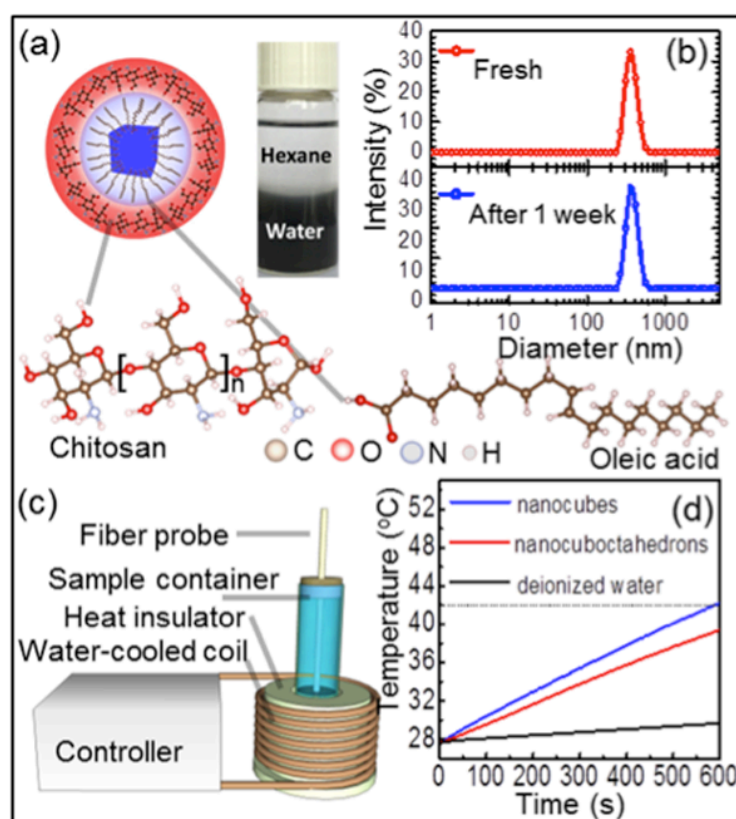 (a)
Hexane
Water
Chitosan
[ ]n
C O N H
Oleic acid
(b)
Intensity (%)
40
30
20
10
0
Fresh
30
20
10
0
After 1 week
1 10 100 1000
Diameter (nm)
(c)
Fiber probe
Sample container
Heat insulator
Water-cooled coil
Controller
(d)
Temperature (ºC)
52
48
44
40
36
32
28
nanocubes
nanocuboctahedrons
deionized water
0 100 200 300 400 500 600
Time (s)